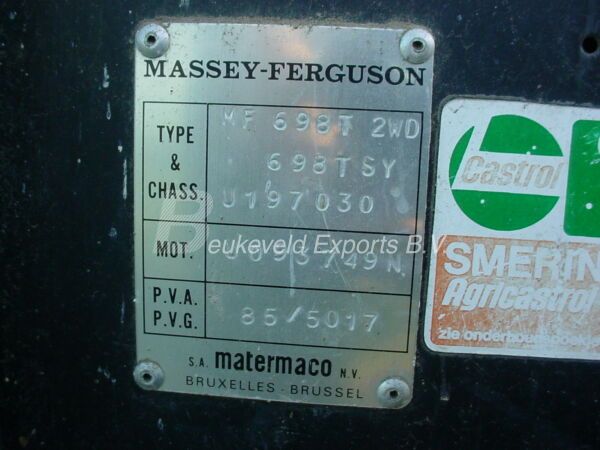 MASSEY-FERGUSON
TYPE & CHASS.
MF 698T 2WD
698TSY
U197030
Beukeveld Exports B.V.
MOT.
P.V.A.
P.V.G.
85/5017
S.A. matermaco N.V.
BRUXELLES - BRUSSEL
Castrol
SMERIN
Agricastrol